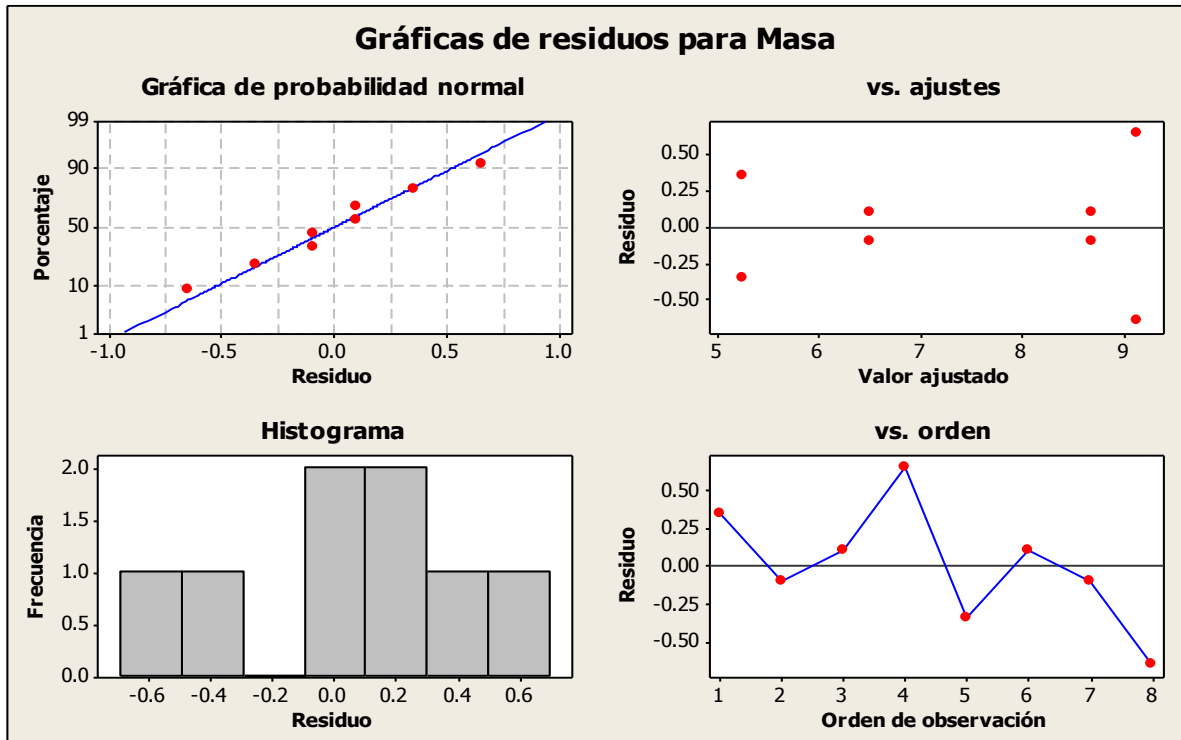 Gráficas de residuos para Masa
Gráfica de probabilidad normal
99
90
50
10
1
Porcentaje
-1.0 -0.5 0.0 0.5 1.0
Residuo
vs. ajustes
0.50
0.25
0.00
-0.25
-0.50
Residuo
5 6 7 8 9
Valor ajustado
Histograma
2.0
1.5
1.0
0.5
0.0
Frecuencia
-0.6 -0.4 -0.2 0.0 0.2 0.4 0.6
Residuo
vs. orden
0.50
0.25
0.00
-0.25
-0.50
Residuo
1 2 3 4 5 6 7 8
Orden de observación